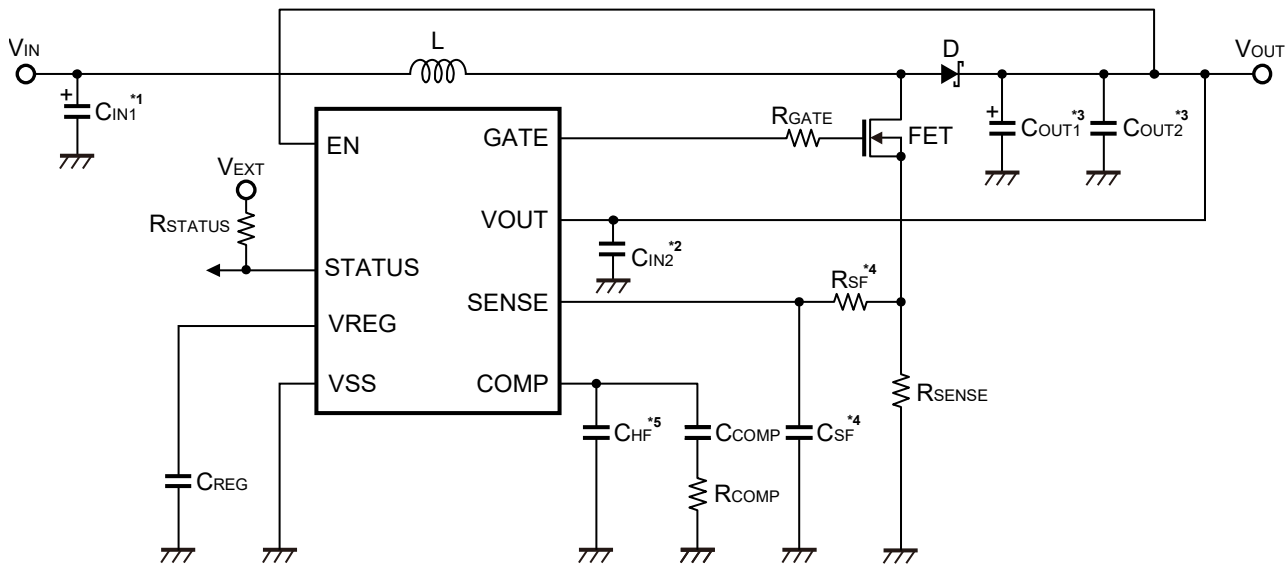 VIN
L
D
VOUT
CIN1*1
EN
GATE
RGATE
FET
COUT1*3
COUT2*3
VEXT
RSTATUS
VOUT
CIN2*2
STATUS
RSF*4
SENSE
VREG
VSS
COMP
RSENSE
CHF*5
CCOMP
CSF*4
CREG
RCOMP
+
+